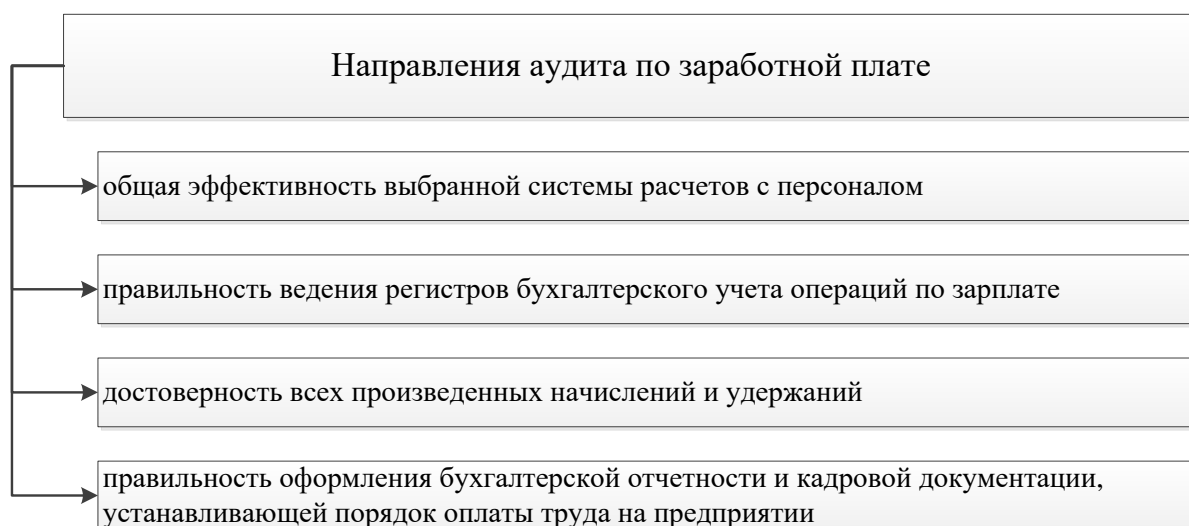 Направления аудита по заработной плате
общая эффективность выбранной системы расчетов с персоналом
правильность ведения регистров бухгалтерского учета операций по зарплате
достоверность всех произведенных начислений и удержаний
правильность оформления бухгалтерской отчетности и кадровой документации,
устанавливающей порядок оплаты труда на предприятии